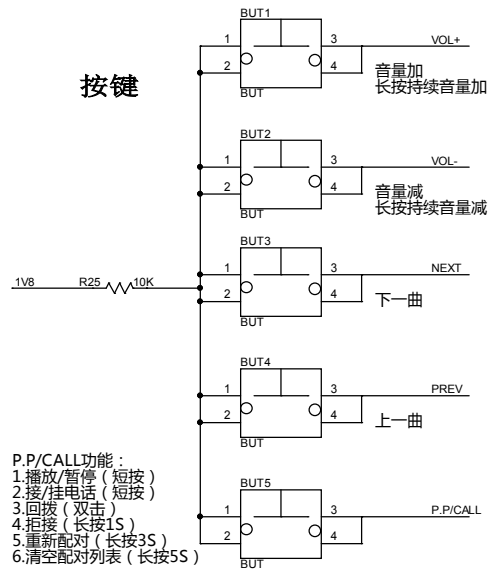 按键
BUT1
1
2
3
4
VOL+
BUT
音量加
长按持续音量加
BUT2
1
2
3
4
VOL-
BUT
音量减
长按持续音量减
BUT3
1
2
3
4
NEXT
BUT
下一曲
1V8
R25
10K
BUT4
1
2
3
4
PREV
BUT
上一曲
BUT5
1
2
3
4
P.P/CALL
BUT
P.P/CALL功能：
1.播放/暂停（短按）
2.接/挂电话（短按）
3.回拨（双击）
4.拒接（长按1S）
5.重新配对（长按3S）
6.清空配对列表（长按5S）